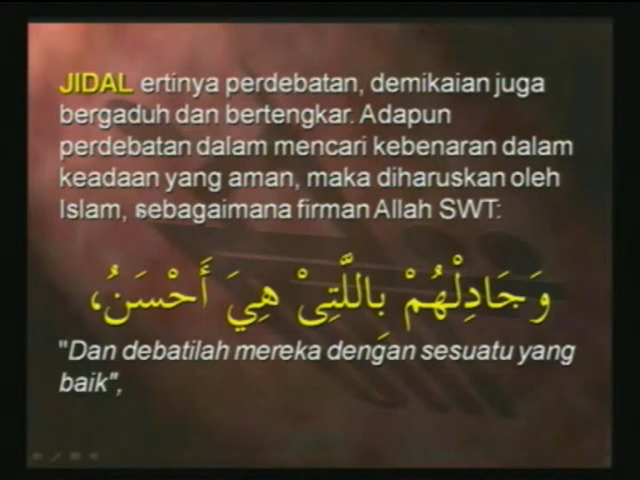 JIDAL ertinya perdebatan, demikaian juga
bergaduh dan bertengkar. Adapun
perdebatan dalam mencari kebenaran dalam
keadaan yang aman, maka diharuskan oleh
Islam, sebagaimana firman Allah SWT:
وَجَادِلْهُمْ بِاللَّتِىْ هِيَ أَحْسَنُ،
"Dan debatilah mereka dengan sesuatu yang
baik",